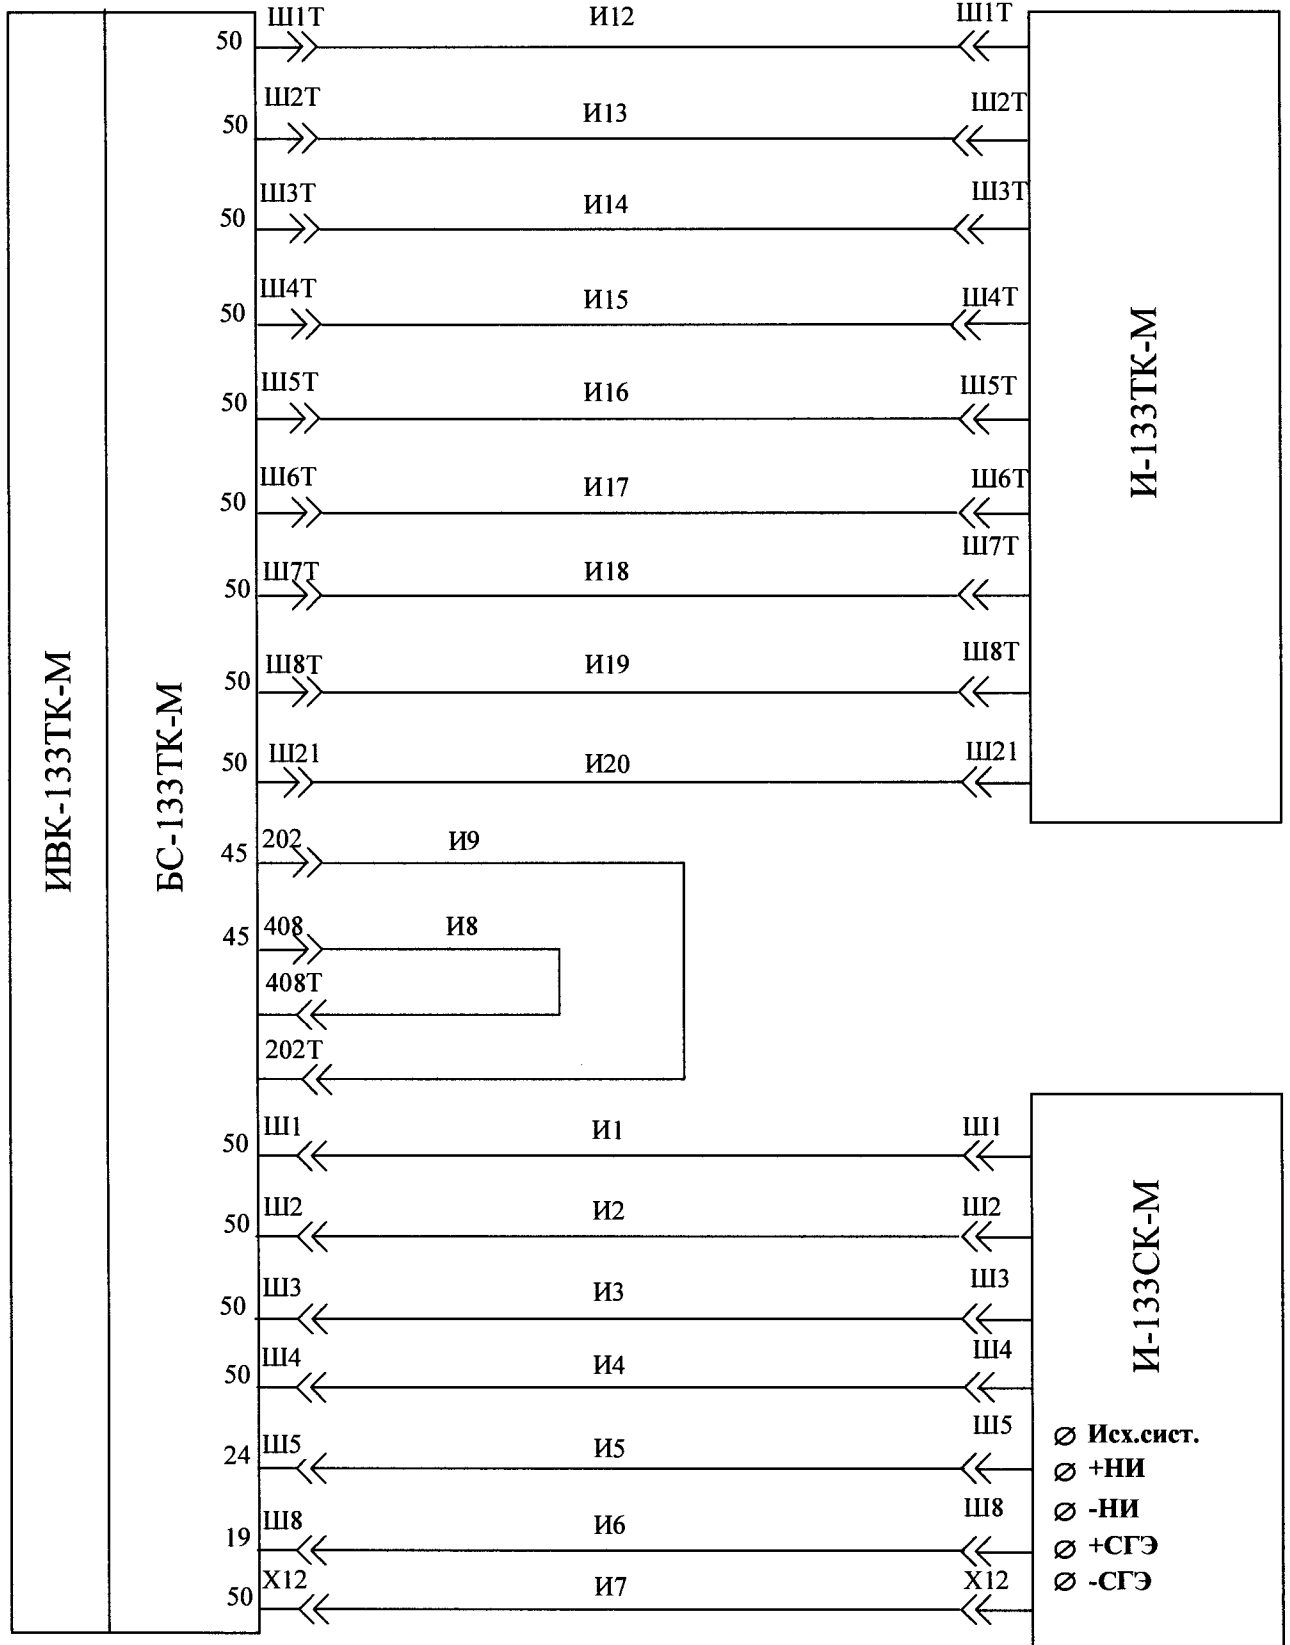 Ш1Т И12 Ш1Т
50
Ш2Т И13 Ш2Т
50
Ш3Т И14 Ш3Т
50
Ш4Т И15 Ш4Т
50
Ш5Т И16 Ш5Т
50
Ш6Т И17 Ш6Т
50
Ш7Т И18 Ш7Т
50
Ш8Т И19 Ш8Т
50
Ш21 И20 Ш21
50
202 И9
45
408 И8
45
408Т
202Т
Ш1 И1 Ш1
50
Ш2 И2 Ш2
50
Ш3 И3 Ш3
50
Ш4 И4 Ш4
50
Ш5 И5 Ш5
24
Ш8 И6 Ш8
19
Х12 И7 Х12
50
ИВК-133ТК-М
БС-133ТК-М
И-133ТК-М
И-133СК-М
Исх.сист.
+НИ
-НИ
+СГЭ
-СГЭ